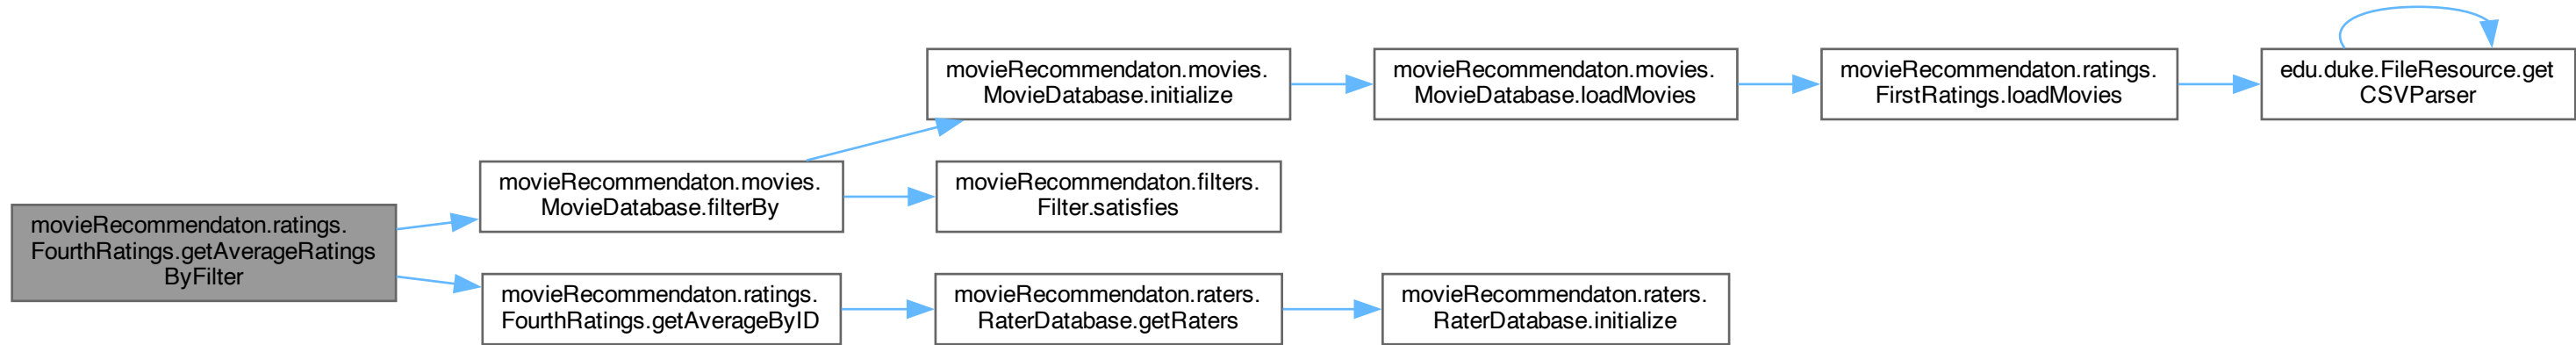 movieRecommendaton.ratings.
FourthRatings.getAverageRatings
ByFilter
movieRecommendaton.movies.
MovieDatabase.filterBy
movieRecommendaton.ratings.
FourthRatings.getAverageByID
movieRecommendaton.movies.
MovieDatabase.initialize
movieRecommendaton.filters.
Filter.satisfies
movieRecommendaton.raters.
RaterDatabase.getRaters
movieRecommendaton.movies.
MovieDatabase.loadMovies
movieRecommendaton.raters.
RaterDatabase.initialize
movieRecommendaton.ratings.
FirstRatings.loadMovies
edu.duke.FileResource.get
CSVParser